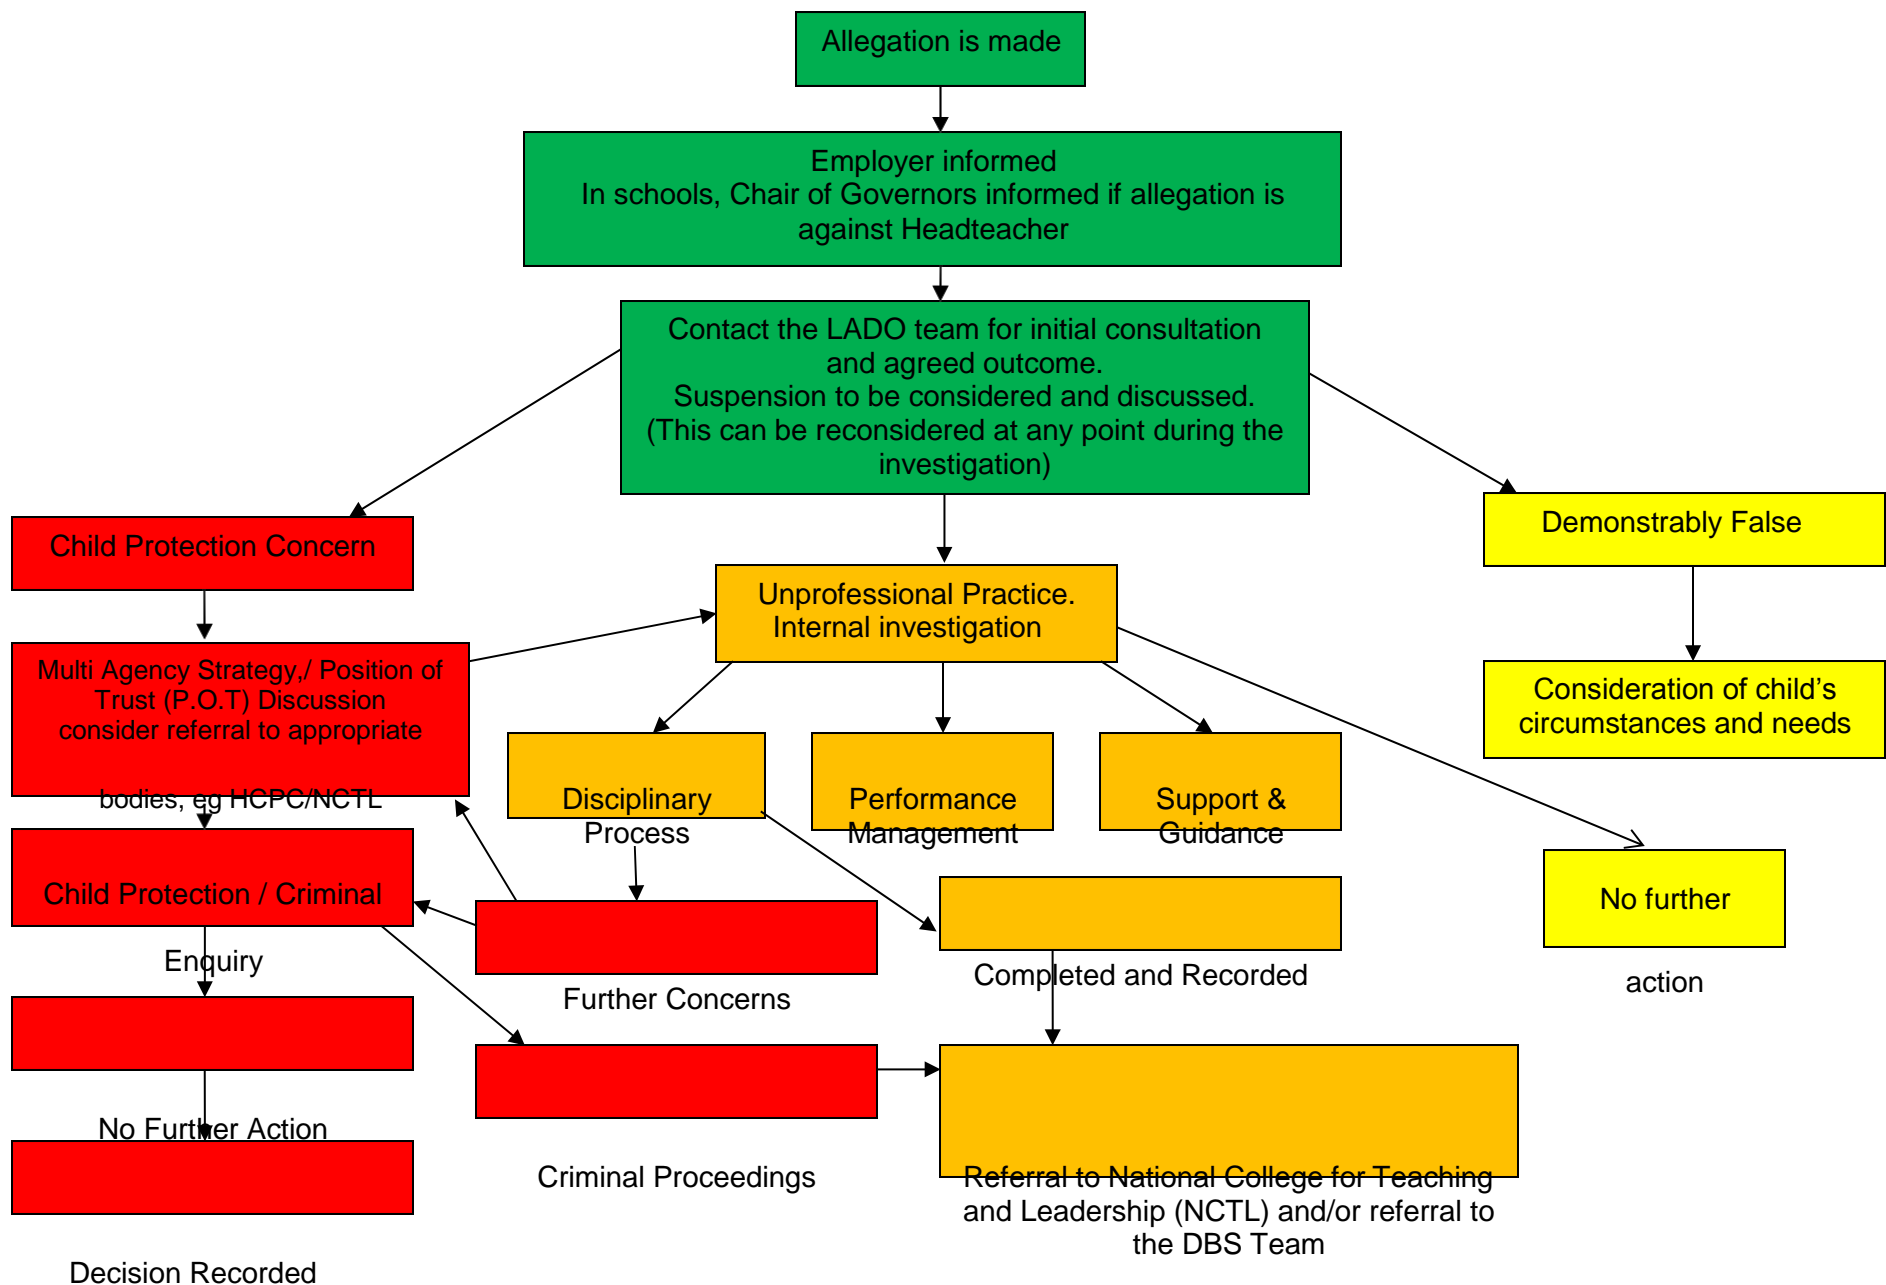 Allegation is made
Employer informed
In schools, Chair of Governors informed if allegation is
against Headteacher
Contact the LADO team for initial consultation
and agreed outcome.
Suspension to be considered and discussed.
(This can be reconsidered at any point during the
investigation)
Child Protection Concern
Demonstrably False
Unprofessional Practice.
Internal investigation
Multi Agency Strategy,/ Position of
Trust (P.O.T) Discussion
consider referral to appropriate
bodies, eg HCPC/NCTL
Consideration of child’s
circumstances and needs
Disciplinary
Process
Performance
Management
Support &
Guidance
Child Protection / Criminal
Enquiry
No further
action
Further Concerns
Completed and Recorded
No Further Action
Criminal Proceedings
Referral to National College for Teaching
and Leadership (NCTL) and/or referral to
the DBS Team
Decision Recorded